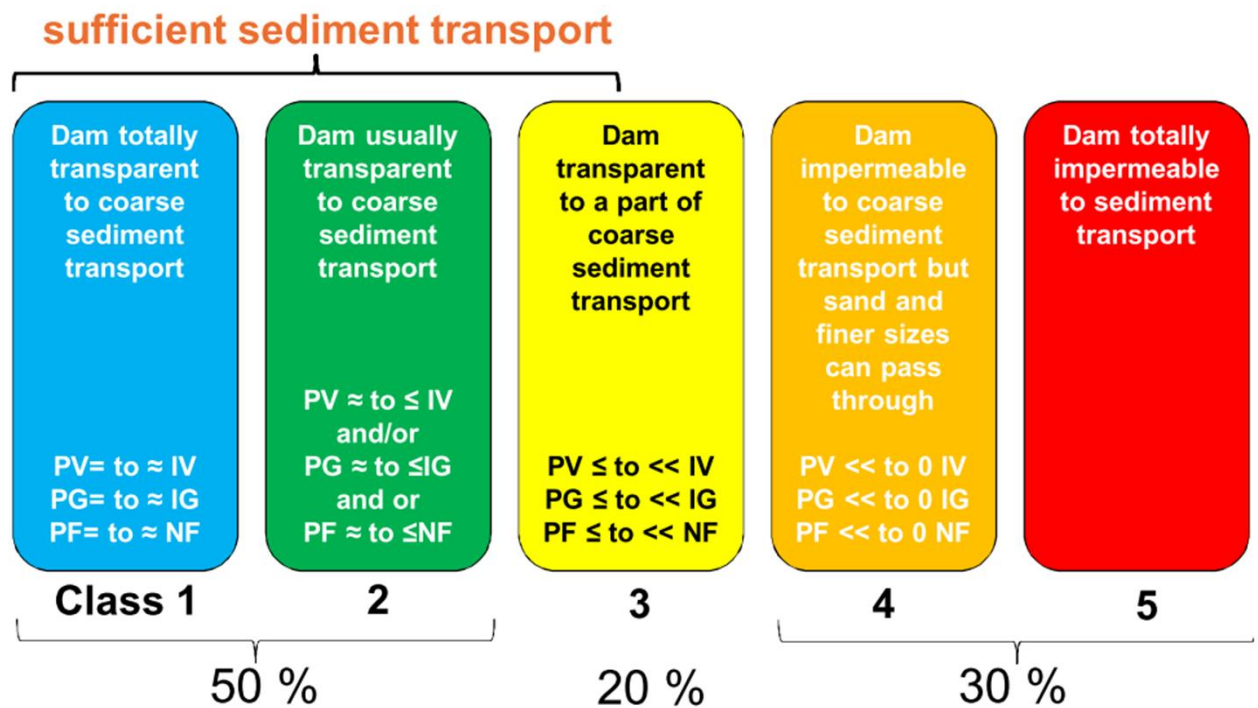 sufficient sediment transport
Dam totally
transparent
to coarse
sediment
transport
PV= to ≈ IV
PG= to ≈ IG
PF= to ≈ NF
Dam usually
transparent
to coarse
sediment
transport
PV ≈ to ≤ IV
and/or
PG ≈ to ≤IG
and or
PF ≈ to ≤NF
Dam
transparent
to a part of
coarse
sediment
transport
PV ≤ to << IV
PG ≤ to << IG
PF ≤ to << NF
Dam
impermeable
to coarse
sediment
transport but
sand and
finer sizes
can pass
through
PV << to 0 IV
PG << to 0 IG
PF << to 0 NF
Dam totally
impermeable
to sediment
transport
Class 1
2
3
4
5
50 %
20 %
30 %